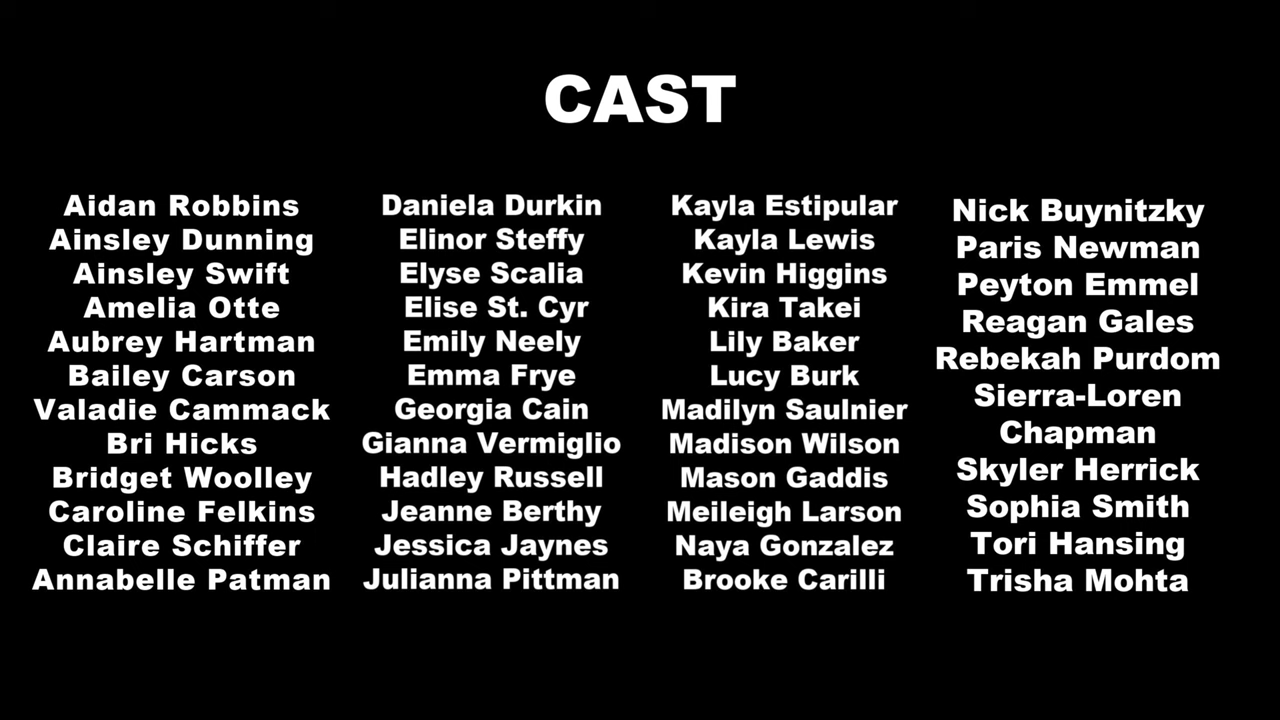 CAST
Aidan Robbins
Ainsley Dunning
Ainsley Swift
Amelia Otte
Aubrey Hartman
Bailey Carson
Valadie Cammack
Bri Hicks
Bridget Woolley
Caroline Felkins
Claire Schiffer
Annabelle Patman
Daniela Durkin
Elinor Steffy
Elyse Scalia
Elise St. Cyr
Emily Neely
Emma Frye
Georgia Cain
Gianna Vermiglio
Hadley Russell
Jeanne Berthy
Jessica Jaynes
Julianna Pittman
Kayla Estipular
Kayla Lewis
Kevin Higgins
Kira Takei
Lily Baker
Lucy Burk
Madilyn Saulnier
Madison Wilson
Mason Gaddis
Meileigh Larson
Naya Gonzalez
Brooke Carilli
Nick Buynitzky
Paris Newman
Peyton Emmel
Reagan Gales
Rebekah Purdom
Sierra-Loren
Chapman
Skyler Herrick
Sophia Smith
Tori Hansing
Trisha Mohta